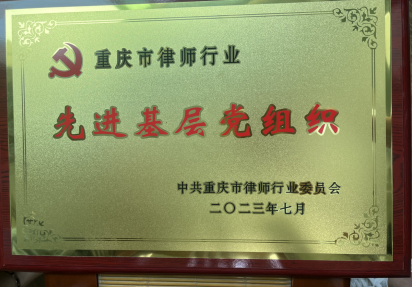 重庆市律师行业
先进基层党组织
中共重庆市律师行业委员会
二〇二三年七月